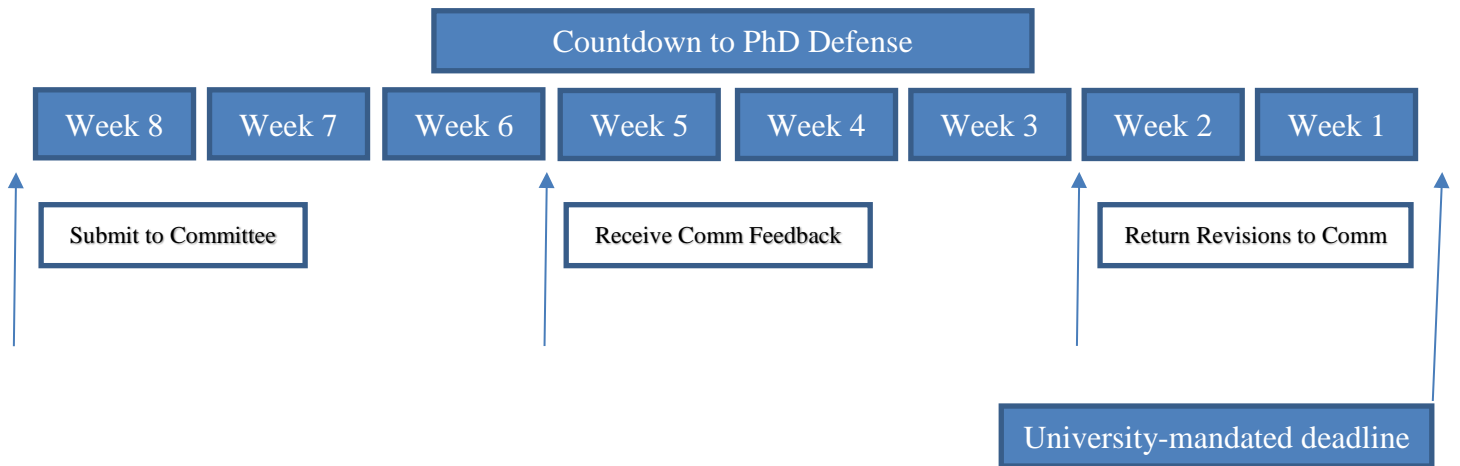 Countdown to PhD Defense
Week 8
Week 7
Week 6
Week 5
Week 4
Week 3
Week 2
Week 1
Submit to Committee
Receive Comm Feedback
Return Revisions to Comm
University-mandated deadline